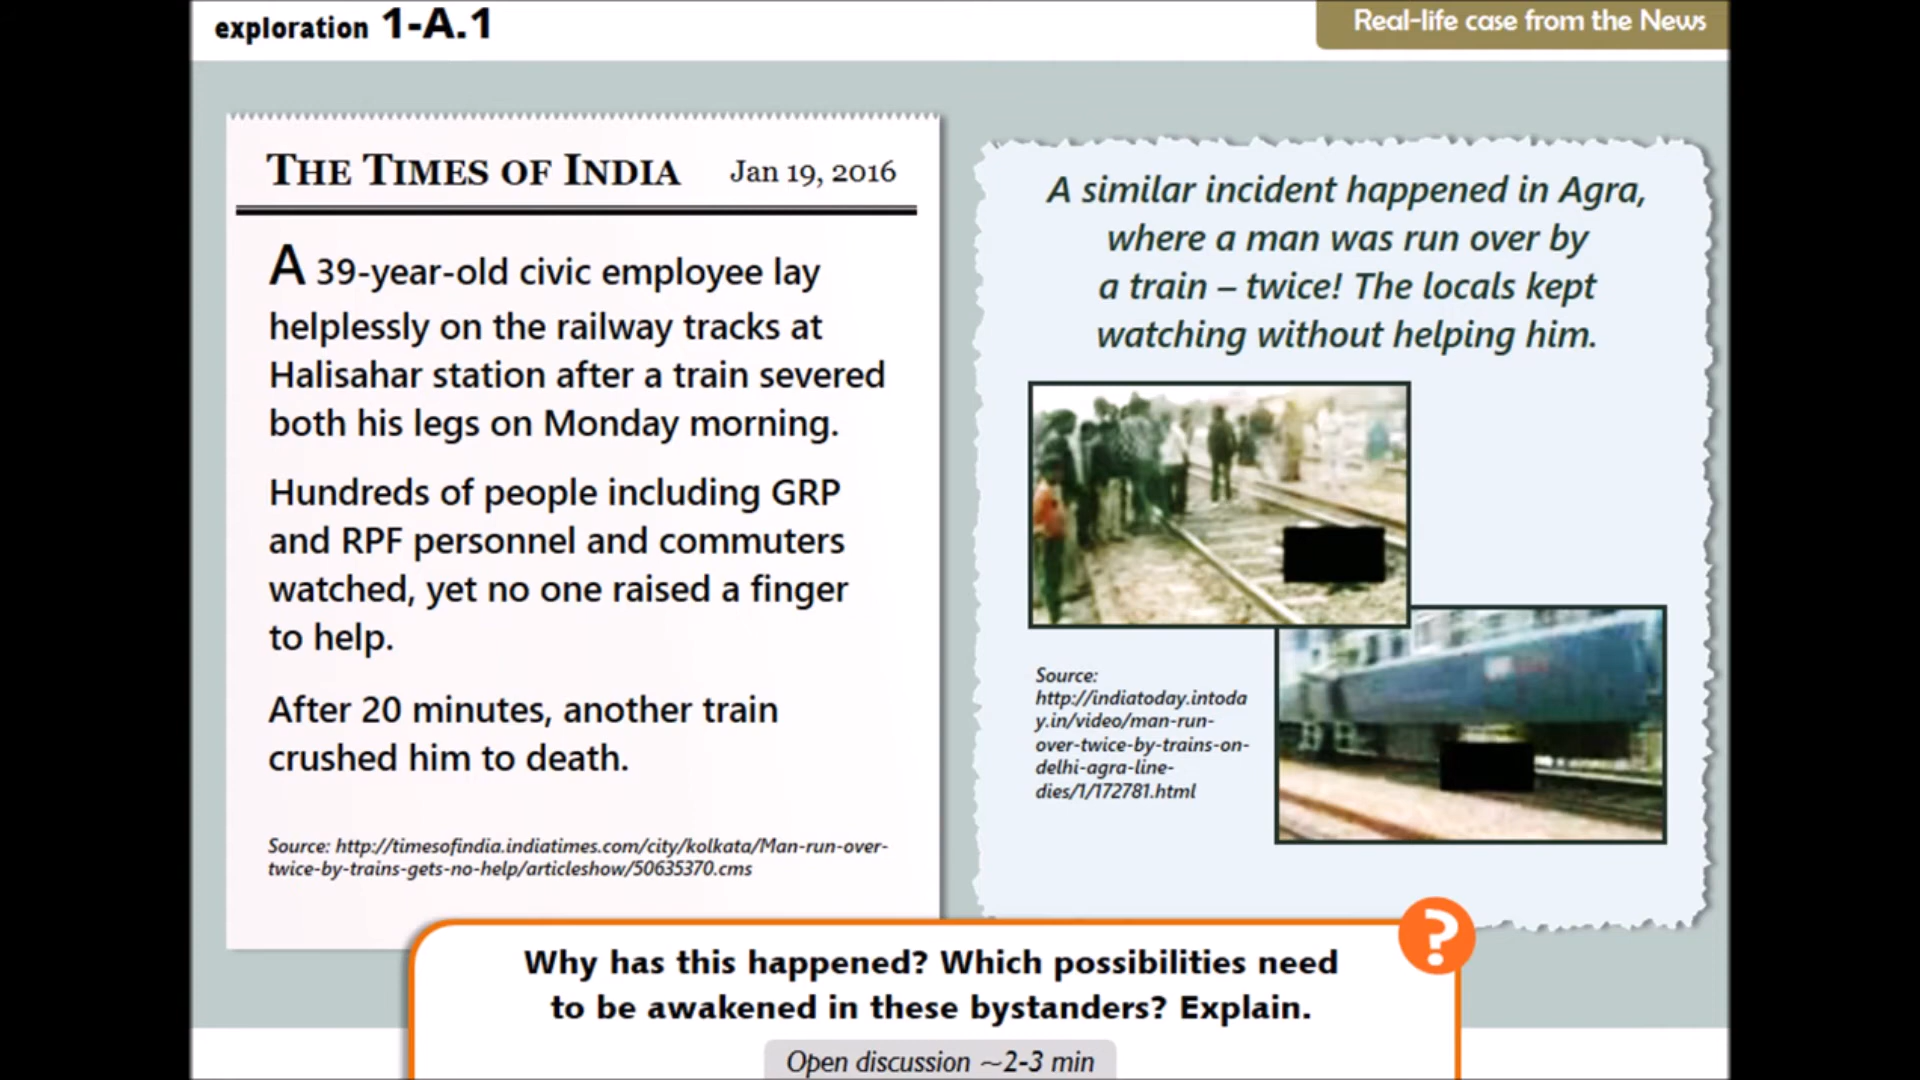 exploration 1-A.1
Real-life case from the News
THE TIMES OF INDIA Jan 19, 2016
A 39-year-old civic employee lay
helplessly on the railway tracks at
Halisahar station after a train severed
both his legs on Monday morning.
Hundreds of people including GRP
and RPF personnel and commuters
watched, yet no one raised a finger
to help.
After 20 minutes, another train
crushed him to death.
Source: http://timesofindia.indiatimes.com/city/kolkata/Man-run-over-
twice-by-trains-gets-no-help/articleshow/50635370.cms
A similar incident happened in Agra,
where a man was run over by
a train – twice! The locals kept
watching without helping him.
Source:
http://indiatoday.intoda
y.in/video/man-run-
over-twice-by-trains-on-
delhi-agra-line-
dies/1/172781.html
?
Why has this happened? Which possibilities need
to be awakened in these bystanders? Explain.
Open discussion ~2-3 min